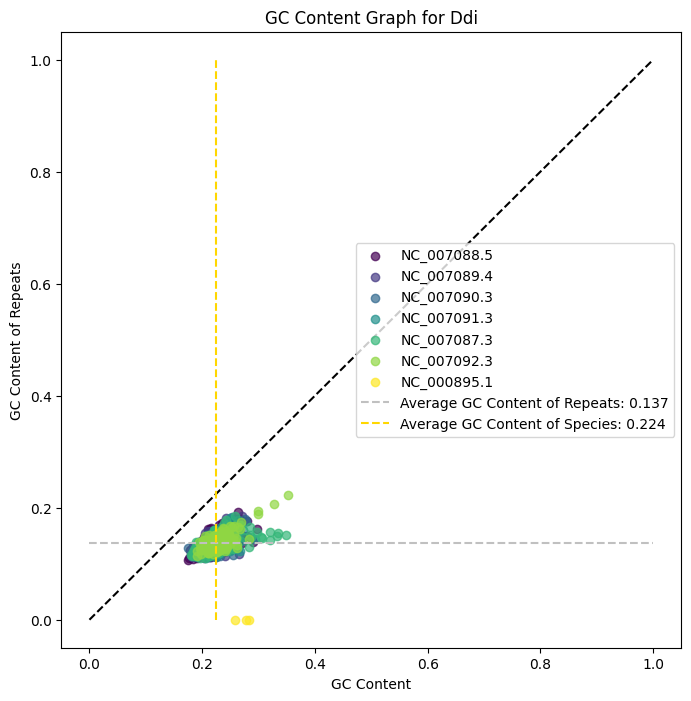 GC Content Graph for Ddi
1.0
0.8
0.6
0.4
0.2
0.0
GC Content of Repeats
NC_007088.5
NC_007089.4
NC_007090.3
NC_007091.3
NC_007087.3
NC_007092.3
NC_000895.1
Average GC Content of Repeats: 0.137
Average GC Content of Species: 0.224
0.0 0.2 0.4 0.6 0.8 1.0
GC Content